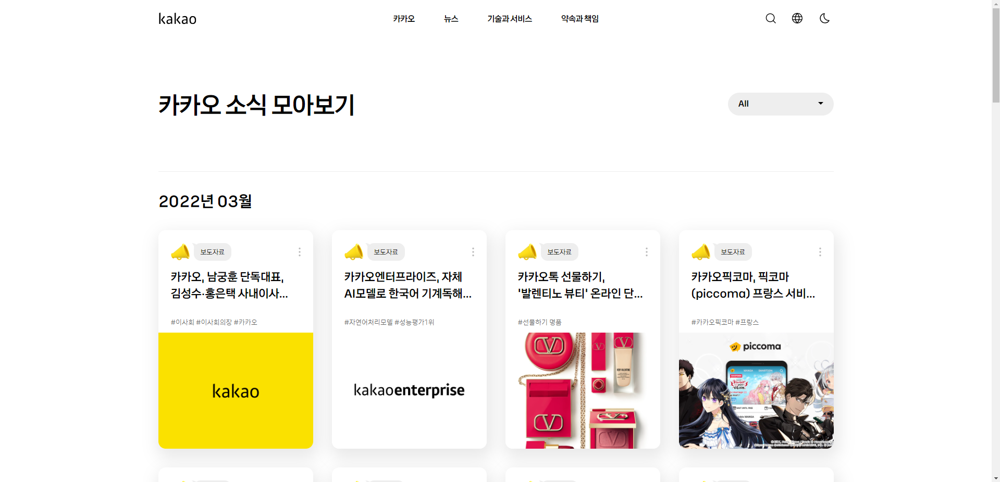 kakao
카카오 뉴스 기술과 서비스 약속과 책임
카카오 소식 모아보기
All
2022년 03월
보도자료
카카오, 남궁훈 단독대표,
김성수·홍은택 사내이사...
#이사회 #이사회의장 #카카오
kakao
보도자료
카카오엔터프라이즈, 자체
AI모델로 한국어 기계독해...
#자연어처리모델 #성능평가1위
kakaoenterprise
보도자료
카카오톡 선물하기,
'발렌티노 뷰티' 온라인 단...
#선물하기 명품
VERY VALENTINO
보도자료
카카오픽코마, 픽코마
(piccoma) 프랑스 서비...
#카카오픽코마 #프랑스
piccoma
MANGA SMARTOON
WAIT UNTIL FREE
MANGA